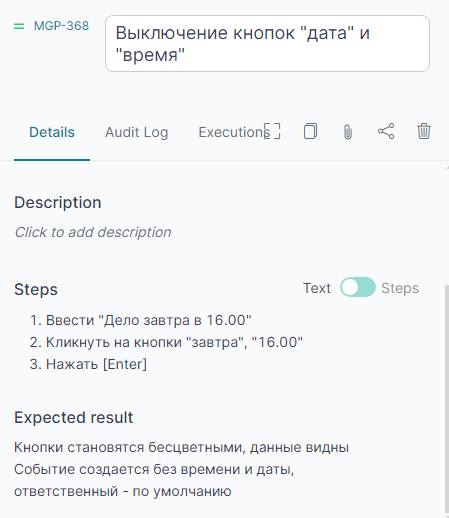 MGP-368
Выключение кнопок "дата" и
"время"
Details Audit Log Executions
Description
Click to add description
Steps Text Steps
1. Ввести "Дело завтра в 16.00"
2. Кликнуть на кнопки "завтра", "16.00"
3. Нажать [Enter]
Expected result
Кнопки становятся бесцветными, данные видны
Событие создается без времени и даты,
ответственный - по умолчанию